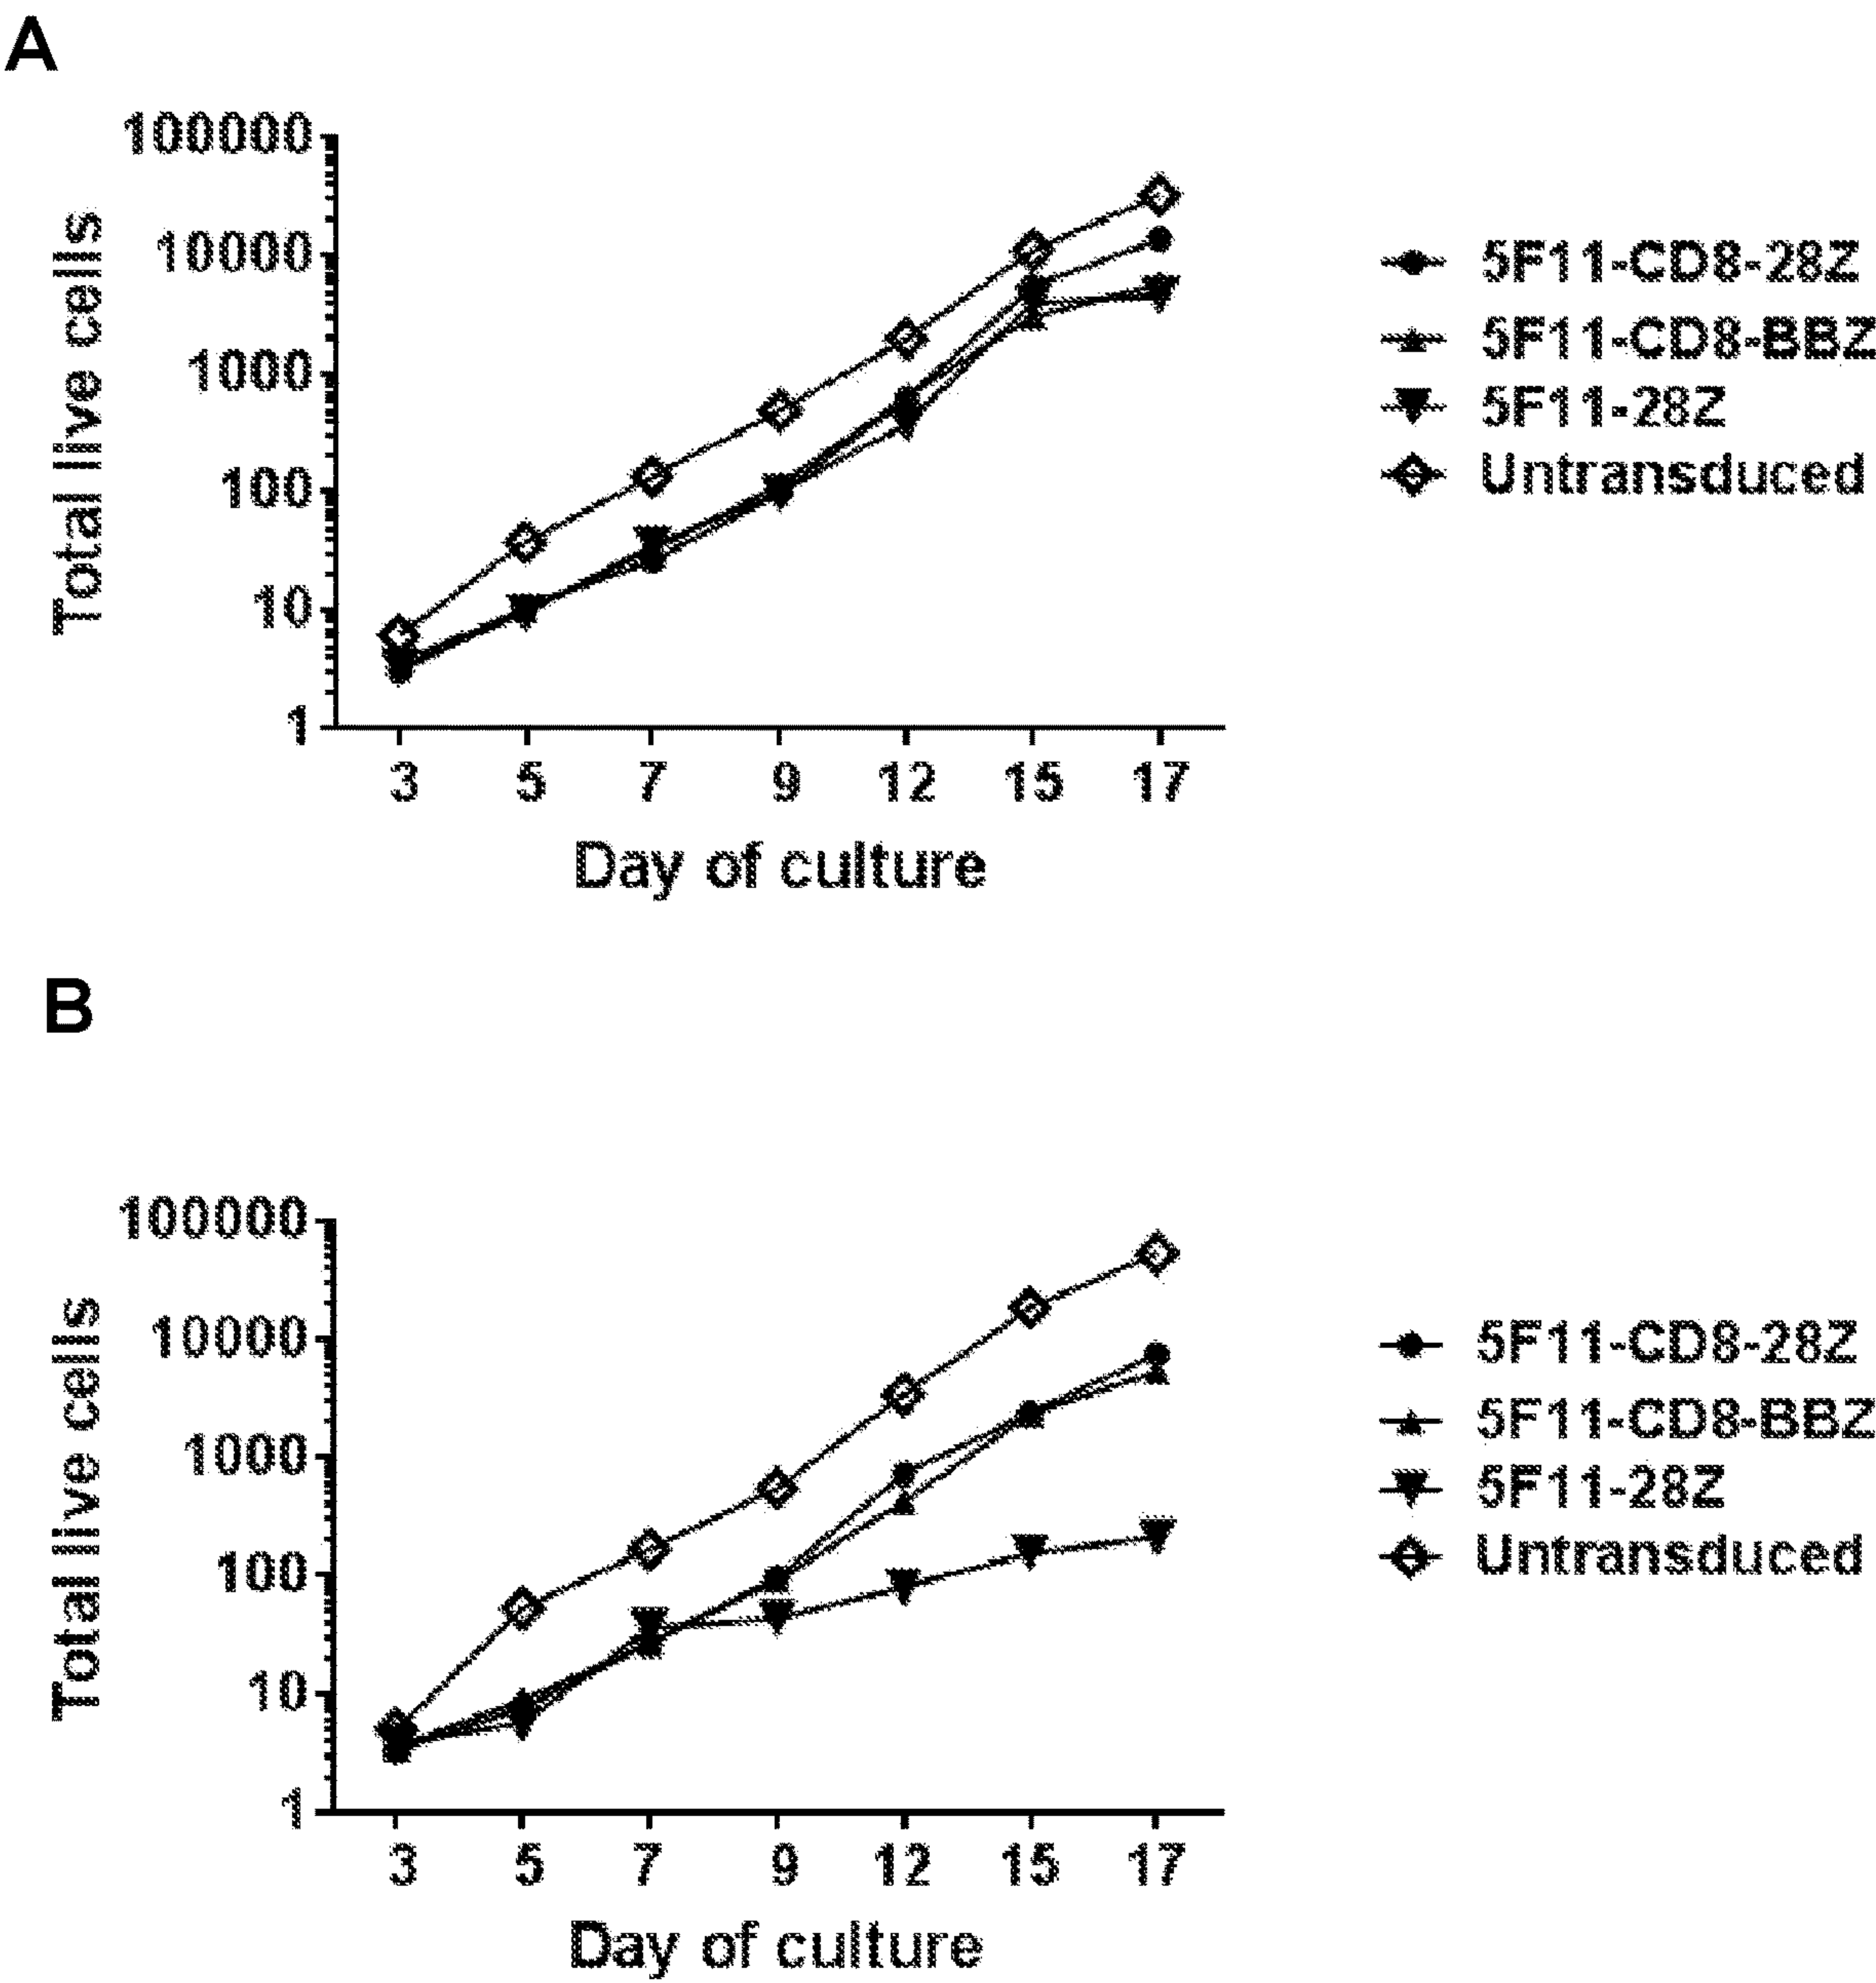 A
Total live cells
100000
10000
1000
100
10
1
3 5 7 9 12 15 17
Day of culture
5F11-CD8-28Z
5F11-CD8-BBZ
5F11-28Z
Untransduced
B
Total live cells
100000
10000
1000
100
10
1
3 5 7 9 12 15 17
Day of culture
5F11-CD8-28Z
5F11-CD8-BBZ
5F11-28Z
Untransduced